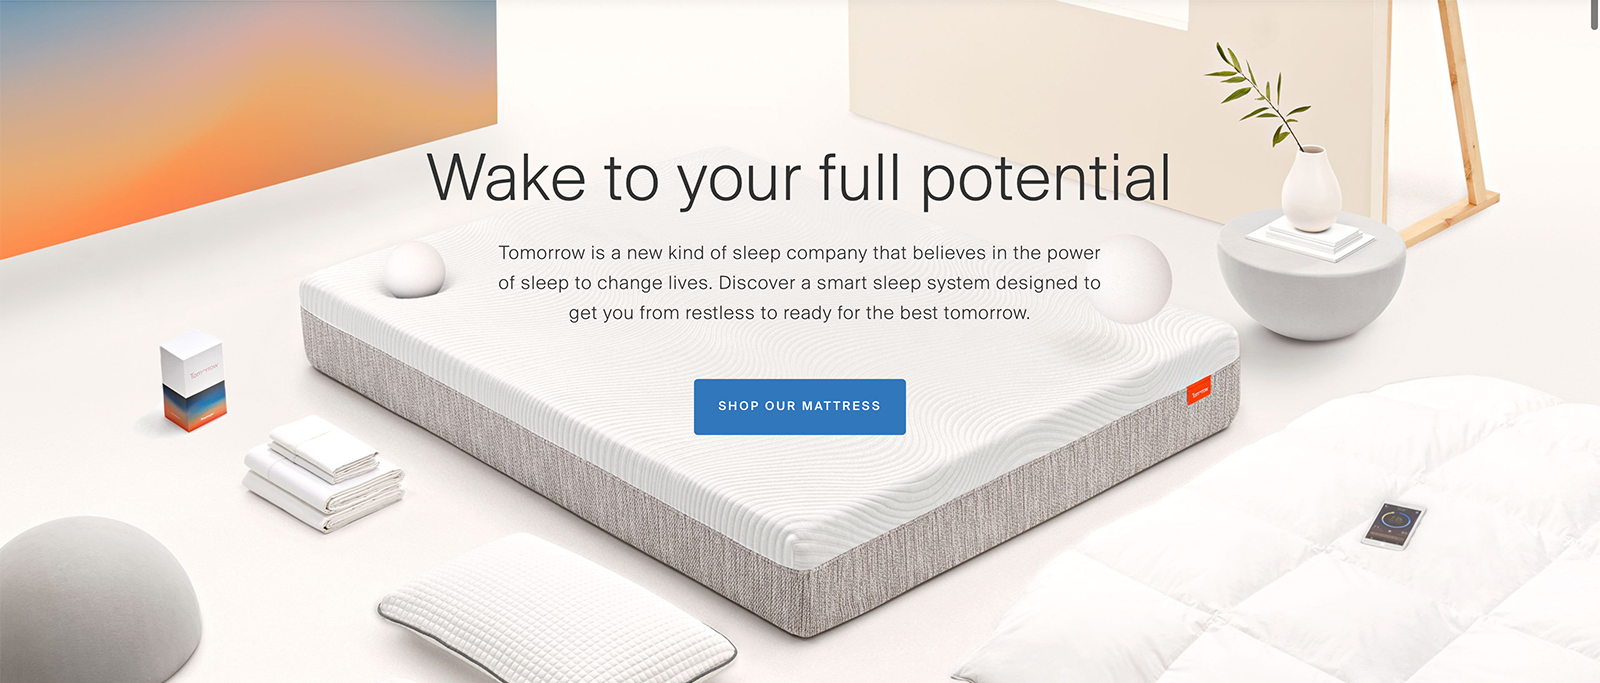 Wake to your full potential
Tomorrow is a new kind of sleep company that believes in the power
of sleep to change lives. Discover a smart sleep system designed to
get you from restless to ready for the best tomorrow.
Tomorrow
SHOP OUR MATTRESS
Tomorrow